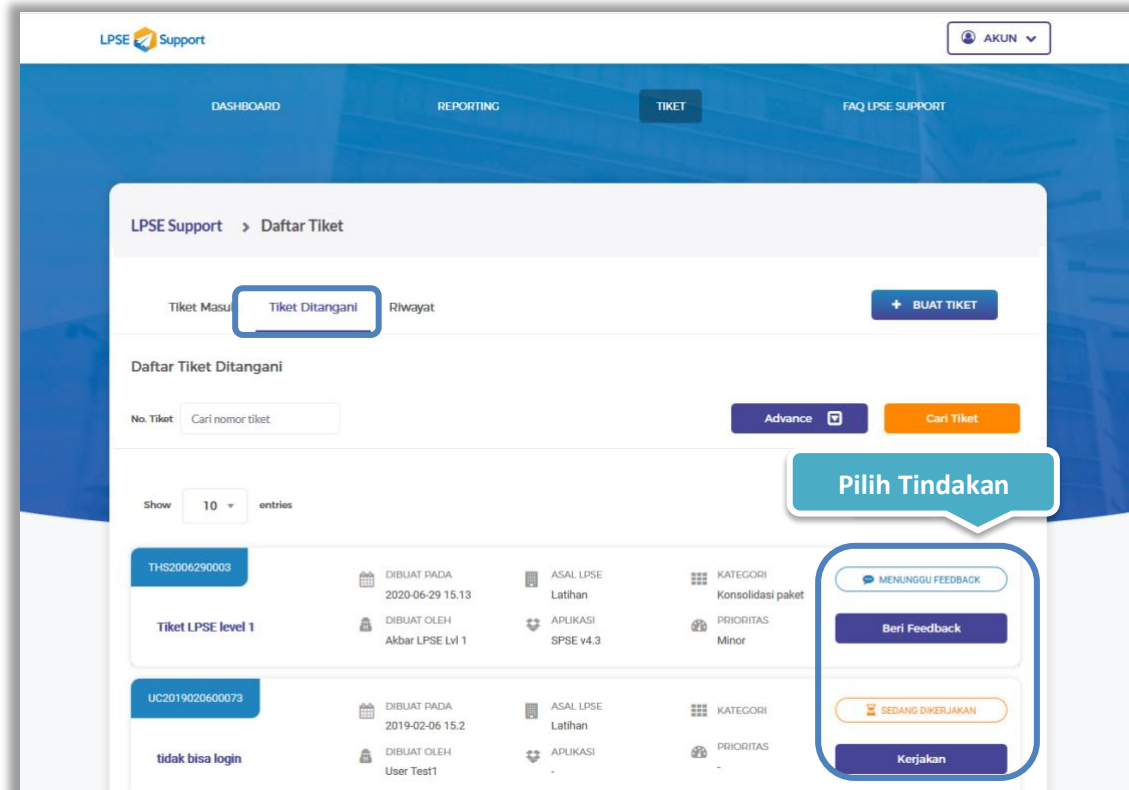 LPSE Support
AKUN
DASHBOARD REPORTING TIKET FAQ LPSE SUPPORT
LPSE Support > Daftar Tiket
Tiket Masu Tiket Ditangani Riwayat + BUAT TIKET
Daftar Tiket Ditangani
No. Tiket Cari nomor tiket Advance Cari Tiket
Pilih Tindakan
Show 10 entries
THS2006290003
DIBUAT PADA ASAL LPSE KATEGORI MENUNGGU FEEDBACK
2020-06-29 15.13 Latihan Konsolidasi paket
Tiket LPSE level 1 DIBUAT OLEH APLIKASI PRIORITAS Beri Feedback
Akbar LPSE Lvl 1 SPSE v4.3 Minor
UC2019020600073
DIBUAT PADA ASAL LPSE KATEGORI SEDANG DIKERJAKAN
2019-02-06 15.2 Latihan
tidak bisa login DIBUAT OLEH APLIKASI PRIORITAS Kerjakan
User Test1 - -